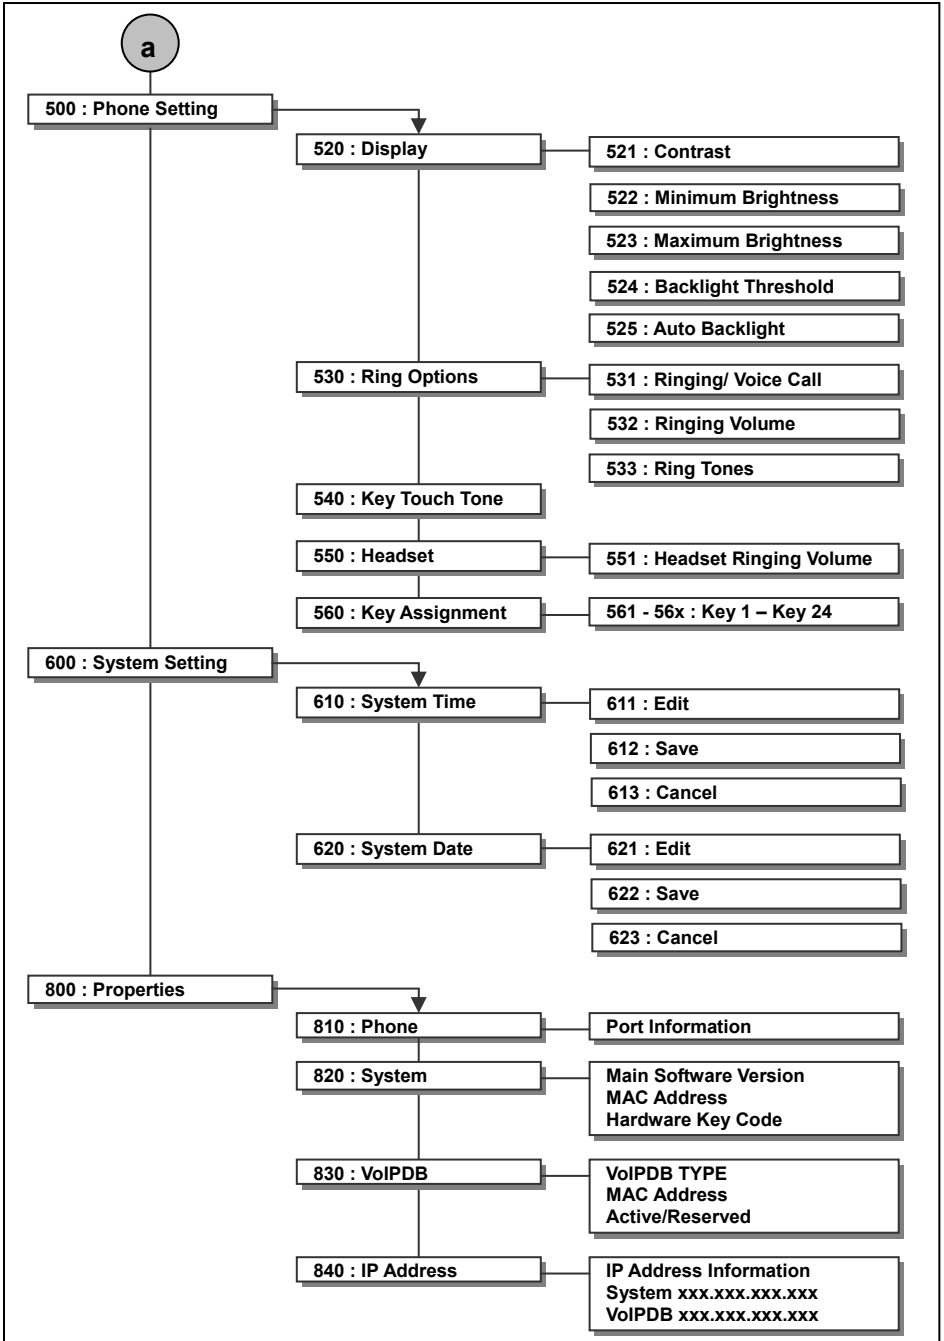 a
500 : Phone Setting
520 : Display
521 : Contrast
522 : Minimum Brightness
523 : Maximum Brightness
524 : Backlight Threshold
525 : Auto Backlight
530 : Ring Options
531 : Ringing/ Voice Call
532 : Ringing Volume
533 : Ring Tones
540 : Key Touch Tone
550 : Headset
551 : Headset Ringing Volume
560 : Key Assignment
561 - 56x : Key 1 – Key 24
600 : System Setting
610 : System Time
611 : Edit
612 : Save
613 : Cancel
620 : System Date
621 : Edit
622 : Save
623 : Cancel
800 : Properties
810 : Phone
Port Information
820 : System
Main Software Version
MAC Address
Hardware Key Code
830 : VoIPDB
VoIPDB TYPE
MAC Address
Active/Reserved
840 : IP Address
IP Address Information
System xxx.xxx.xxx.xxx
VoIPDB xxx.xxx.xxx.xxx